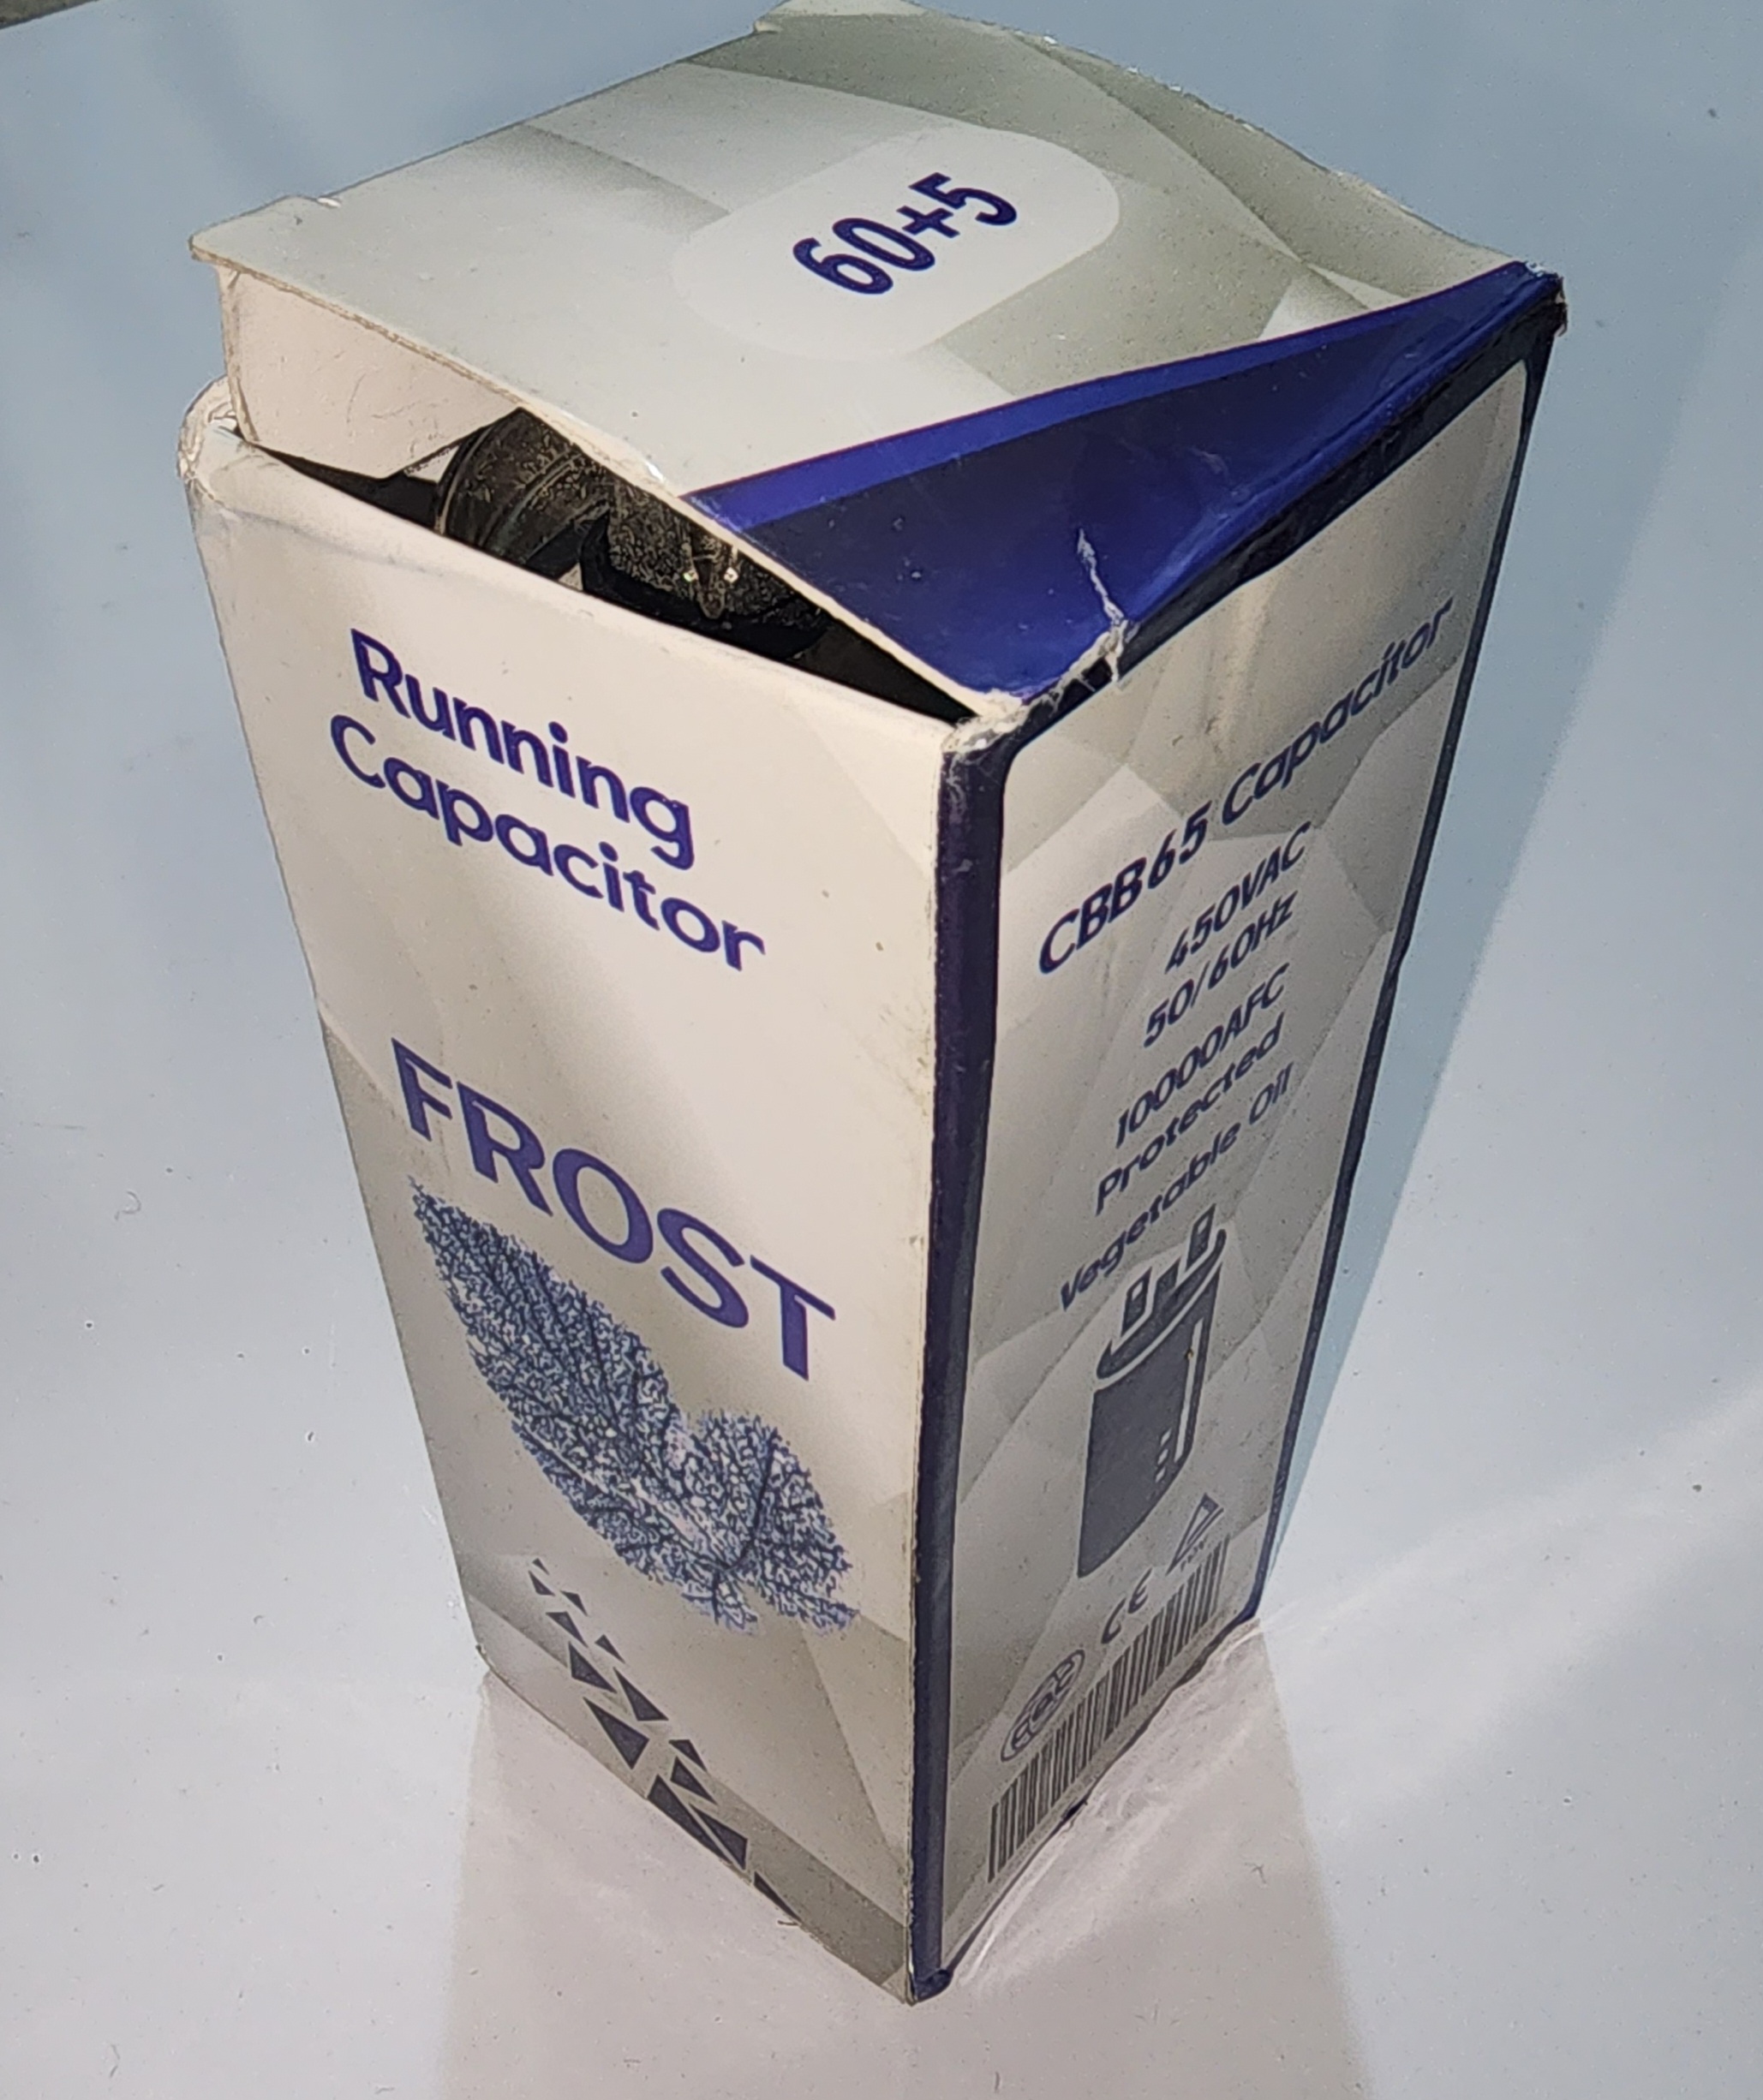 60+5
Running
Capacitor
FROST
CBB65 Capacitor
450VAC
50/60HZ
10000AFC
Protected
Vegetable Oil
CE